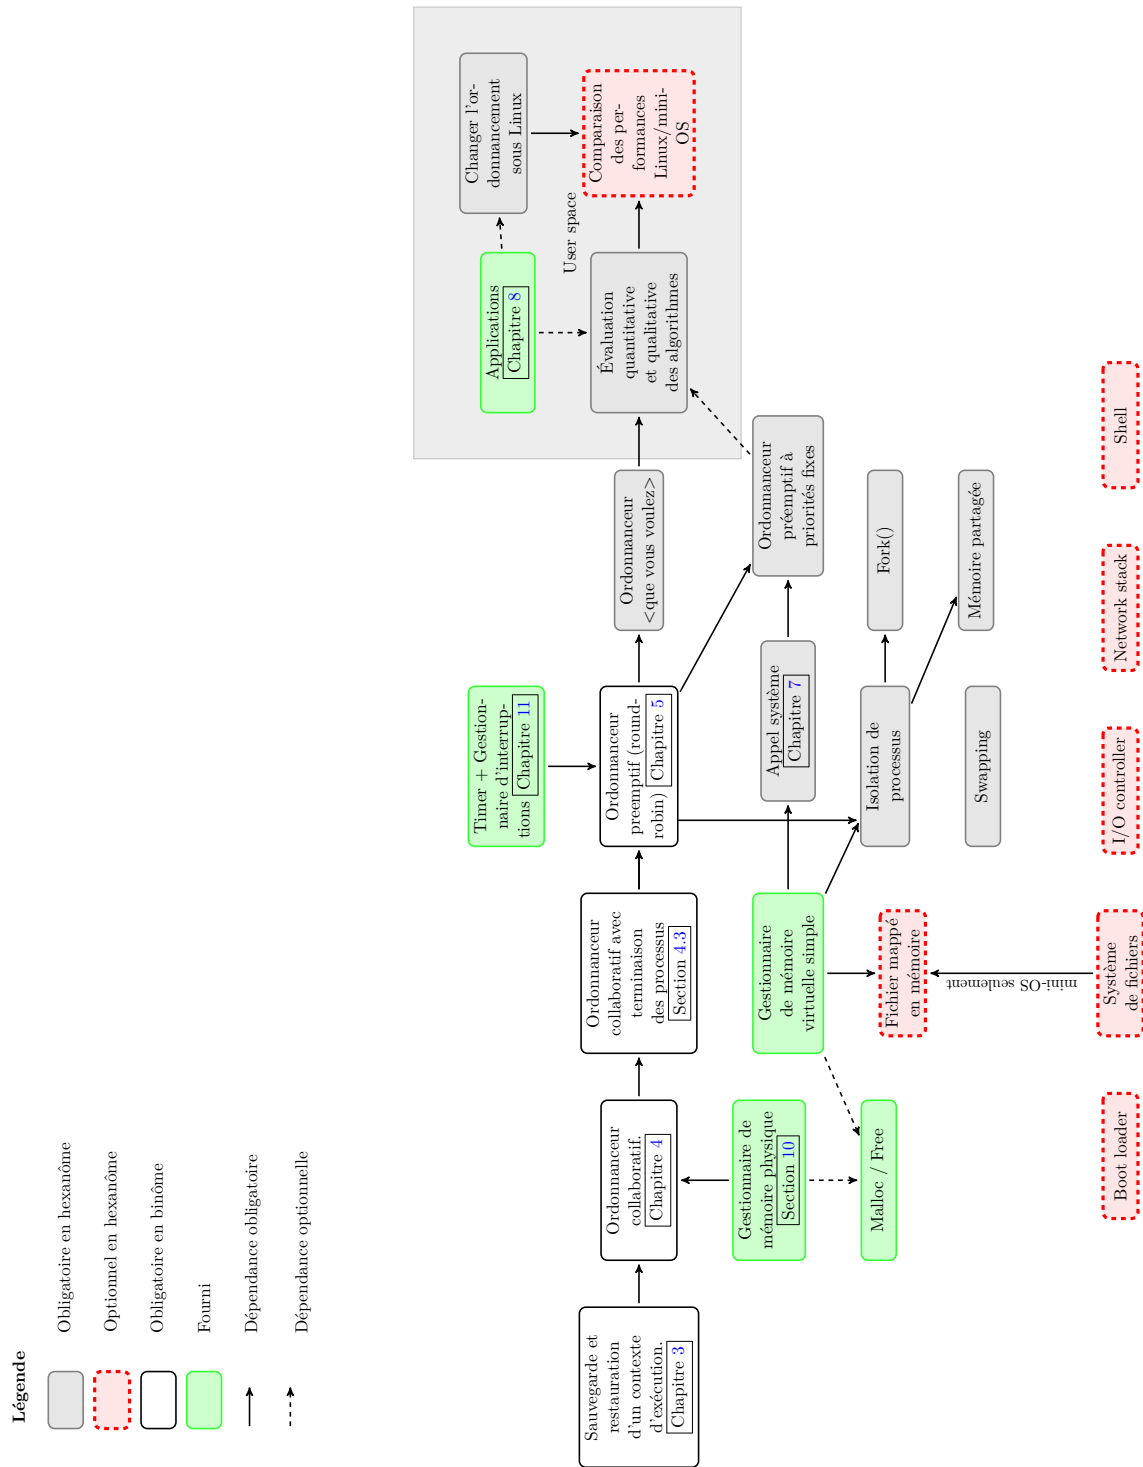 Légende
Obligatoire en hexanôme
Optionnel en hexanôme
Obligatoire en binôme
Fourni
Dépendance obligatoire
Dépendance optionnelle
Timer + Gestion-
naire d'interrup-
tions Chapitre 11
Applications
Chapitre 8
Changer l'or-
donnancement
sous Linux
User space
Sauvegarde et
restauration
d'un contexte
d'exécution.
Chapitre 3
Ordonnanceur
collaboratif.
Chapitre 4
Ordonnanceur
collaboratif avec
terminaison
des processus
Section 4.3
Ordonnanceur
preemptif (round-
robin) Chapitre 5
Ordonnanceur
<que vous voulez>
Évaluation
quantitative
et qualitative
des algorithmes
Comparaison
des per-
formances
Linux/mini-
OS
Gestionnaire de
mémoire physique
Section 10
Gestionnaire
de mémoire
virtuelle simple
Appel système
Chapitre 7
Ordonnanceur
préemptif à
priorités fixes
Malloc / Free
Fichier mappé
en mémoire
Isolation de
processus
Fork()
mini-OS seulement
Swapping
Mémoire partagée
Boot loader
Système
de fichiers
I/O controller
Network stack
Shell